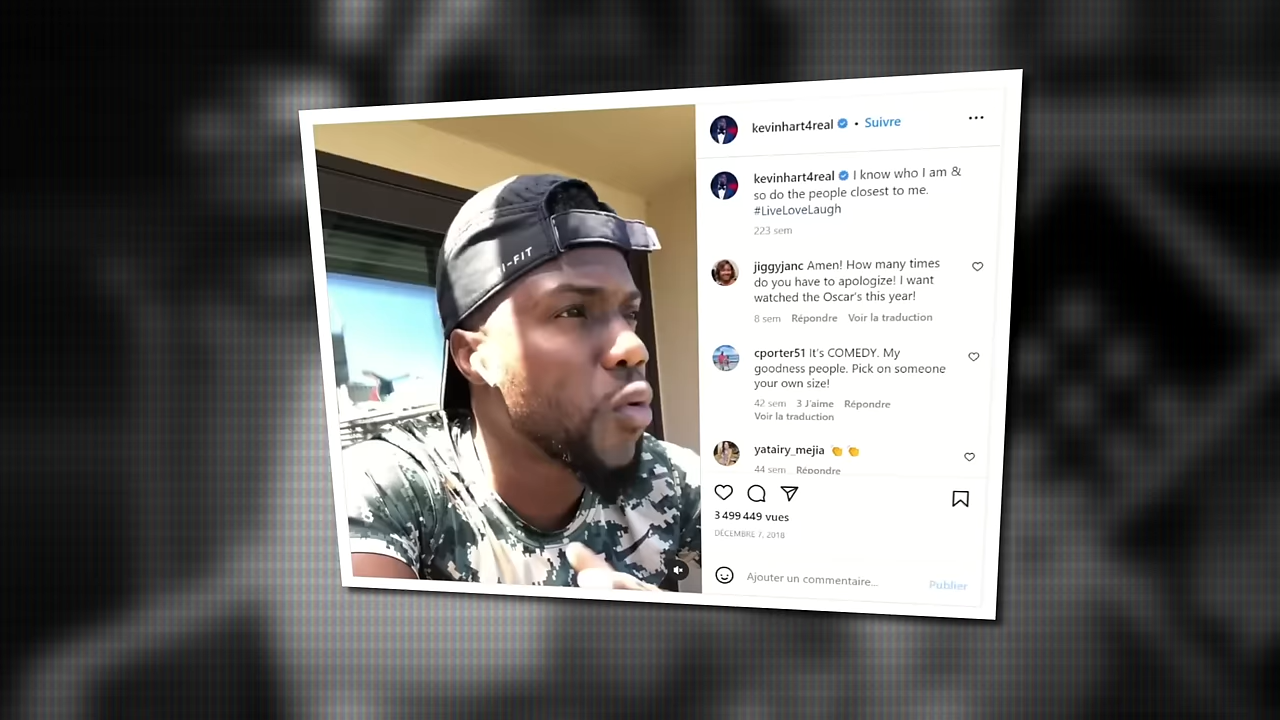 kevinhart4real • Suivre
kevinhart4real I know who I am &
so do the people closest to me.
#LiveLoveLaugh
223 sem
jiggyjanc Amen! How many times
do you have to apologize! I want
watched the Oscar's this year!
8 sem Répondre Voir la traduction
cporter51 It's COMEDY. My
goodness people. Pick on someone
your own size!
42 sem 3 J'aime Répondre
Voir la traduction
yatairy_mejia 👏 👏
44 sem Répondre
3 499 449 vues
DÉCEMBRE 7, 2018
Ajouter un commentaire...
Publier
I-FIT